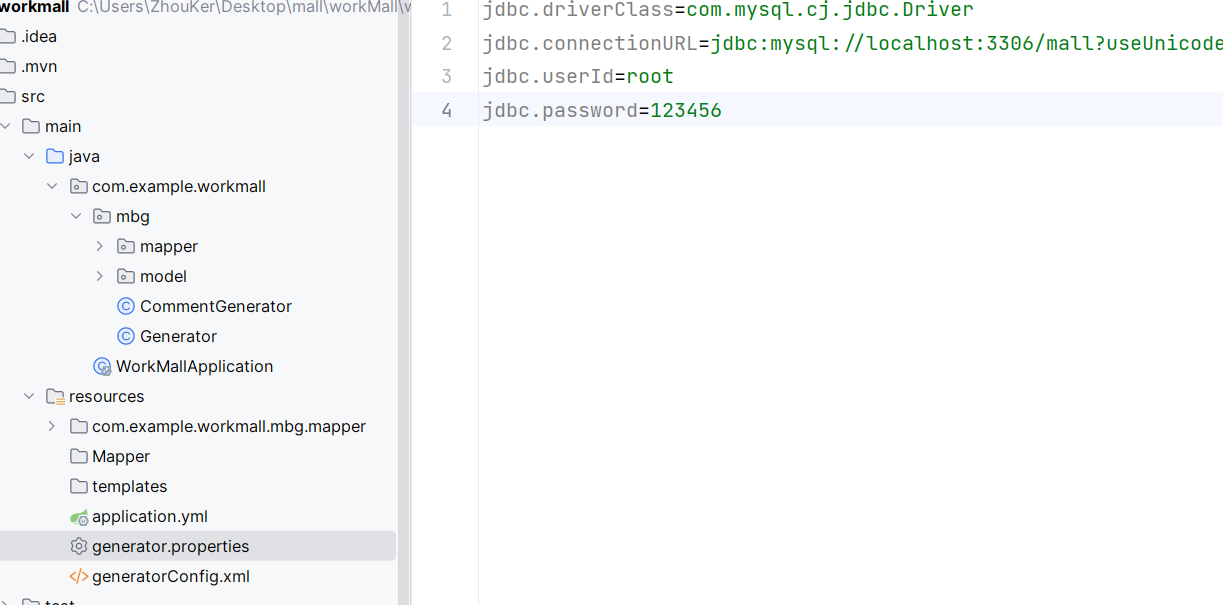 workmall C:\Users\ZhouKer\Desktop\mall\workMall\
.idea
.mvn
src
main
java
com.example.workmall
mbg
mapper
model
CommentGenerator
Generator
WorkMallApplication
resources
com.example.workmall.mbg.mapper
Mapper
templates
application.yml
generator.properties
generatorConfig.xml
test
1 jdbc.driverClass=com.mysql.cj.jdbc.Driver
2 jdbc.connectionURL=jdbc:mysql://localhost:3306/mall?useUnicode
3 jdbc.userId=root
4 jdbc.password=123456